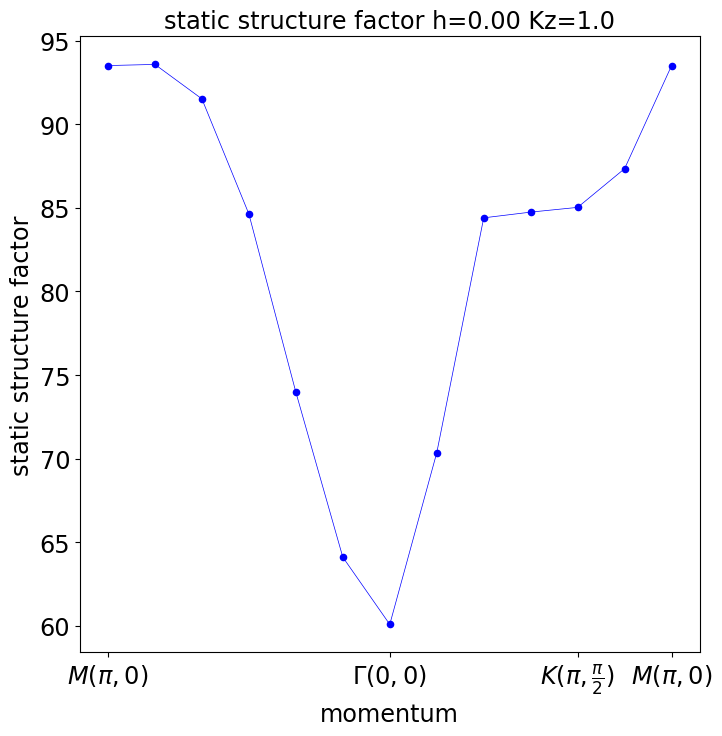 static structure factor h=0.00 Kz=1.0
static structure factor
95
90
85
80
75
70
65
60
M(π, 0) Γ(0, 0) K(π, π/2) M(π, 0)
momentum